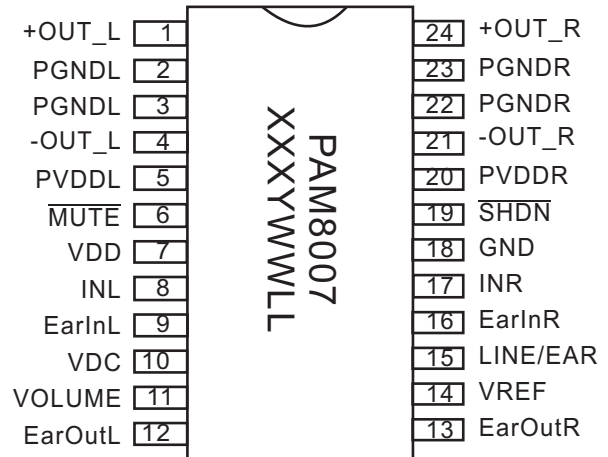 +OUT_L 1
PGNDL 2
PGNDL 3
-OUT_L 4
PVDDL 5
MUTE 6
VDD 7
INL 8
EarInL 9
VDC 10
VOLUME 11
EarOutL 12
PAM8007
XXXYWWLL
24 +OUT_R
23 PGNDR
22 PGNDR
21 -OUT_R
20 PVDDR
19 SHDN
18 GND
17 INR
16 EarInR
15 LINE/EAR
14 VREF
13 EarOutR